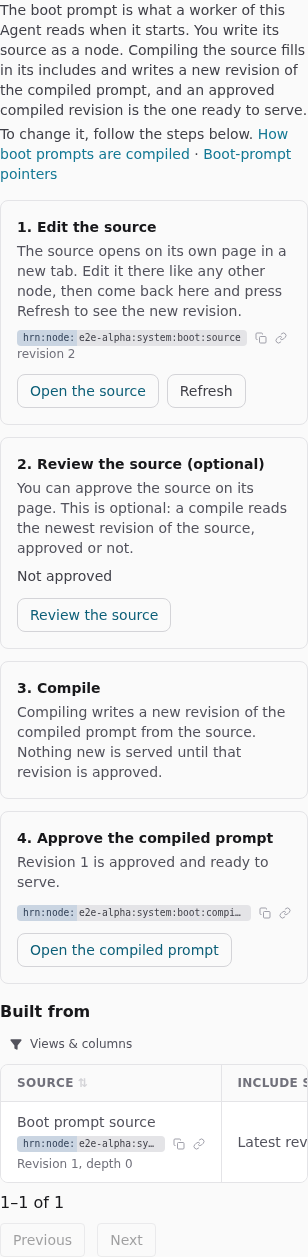 The boot prompt is what a worker of this
Agent reads when it starts. You write its
source as a node. Compiling the source fills
in its includes and writes a new revision of
the compiled prompt, and an approved
compiled revision is the one ready to serve.
To change it, follow the steps below. How
boot prompts are compiled · Boot-prompt
pointers
1. Edit the source
The source opens on its own page in a
new tab. Edit it there like any other
node, then come back here and press
Refresh to see the new revision.
hrn:node: e2e-alpha:system:boot:source
revision 2
Open the source Refresh
2. Review the source (optional)
You can approve the source on its
page. This is optional: a compile reads
the newest revision of the source,
approved or not.
Not approved
Review the source
3. Compile
Compiling writes a new revision of the
compiled prompt from the source.
Nothing new is served until that
revision is approved.
4. Approve the compiled prompt
Revision 1 is approved and ready to
serve.
hrn:node: e2e-alpha:system:boot:compi…
Open the compiled prompt
Built from
Views & columns
SOURCE INCLUDE S
Boot prompt source
hrn:node: e2e-alpha:sy… Latest rev
Revision 1, depth 0
1–1 of 1
Previous Next